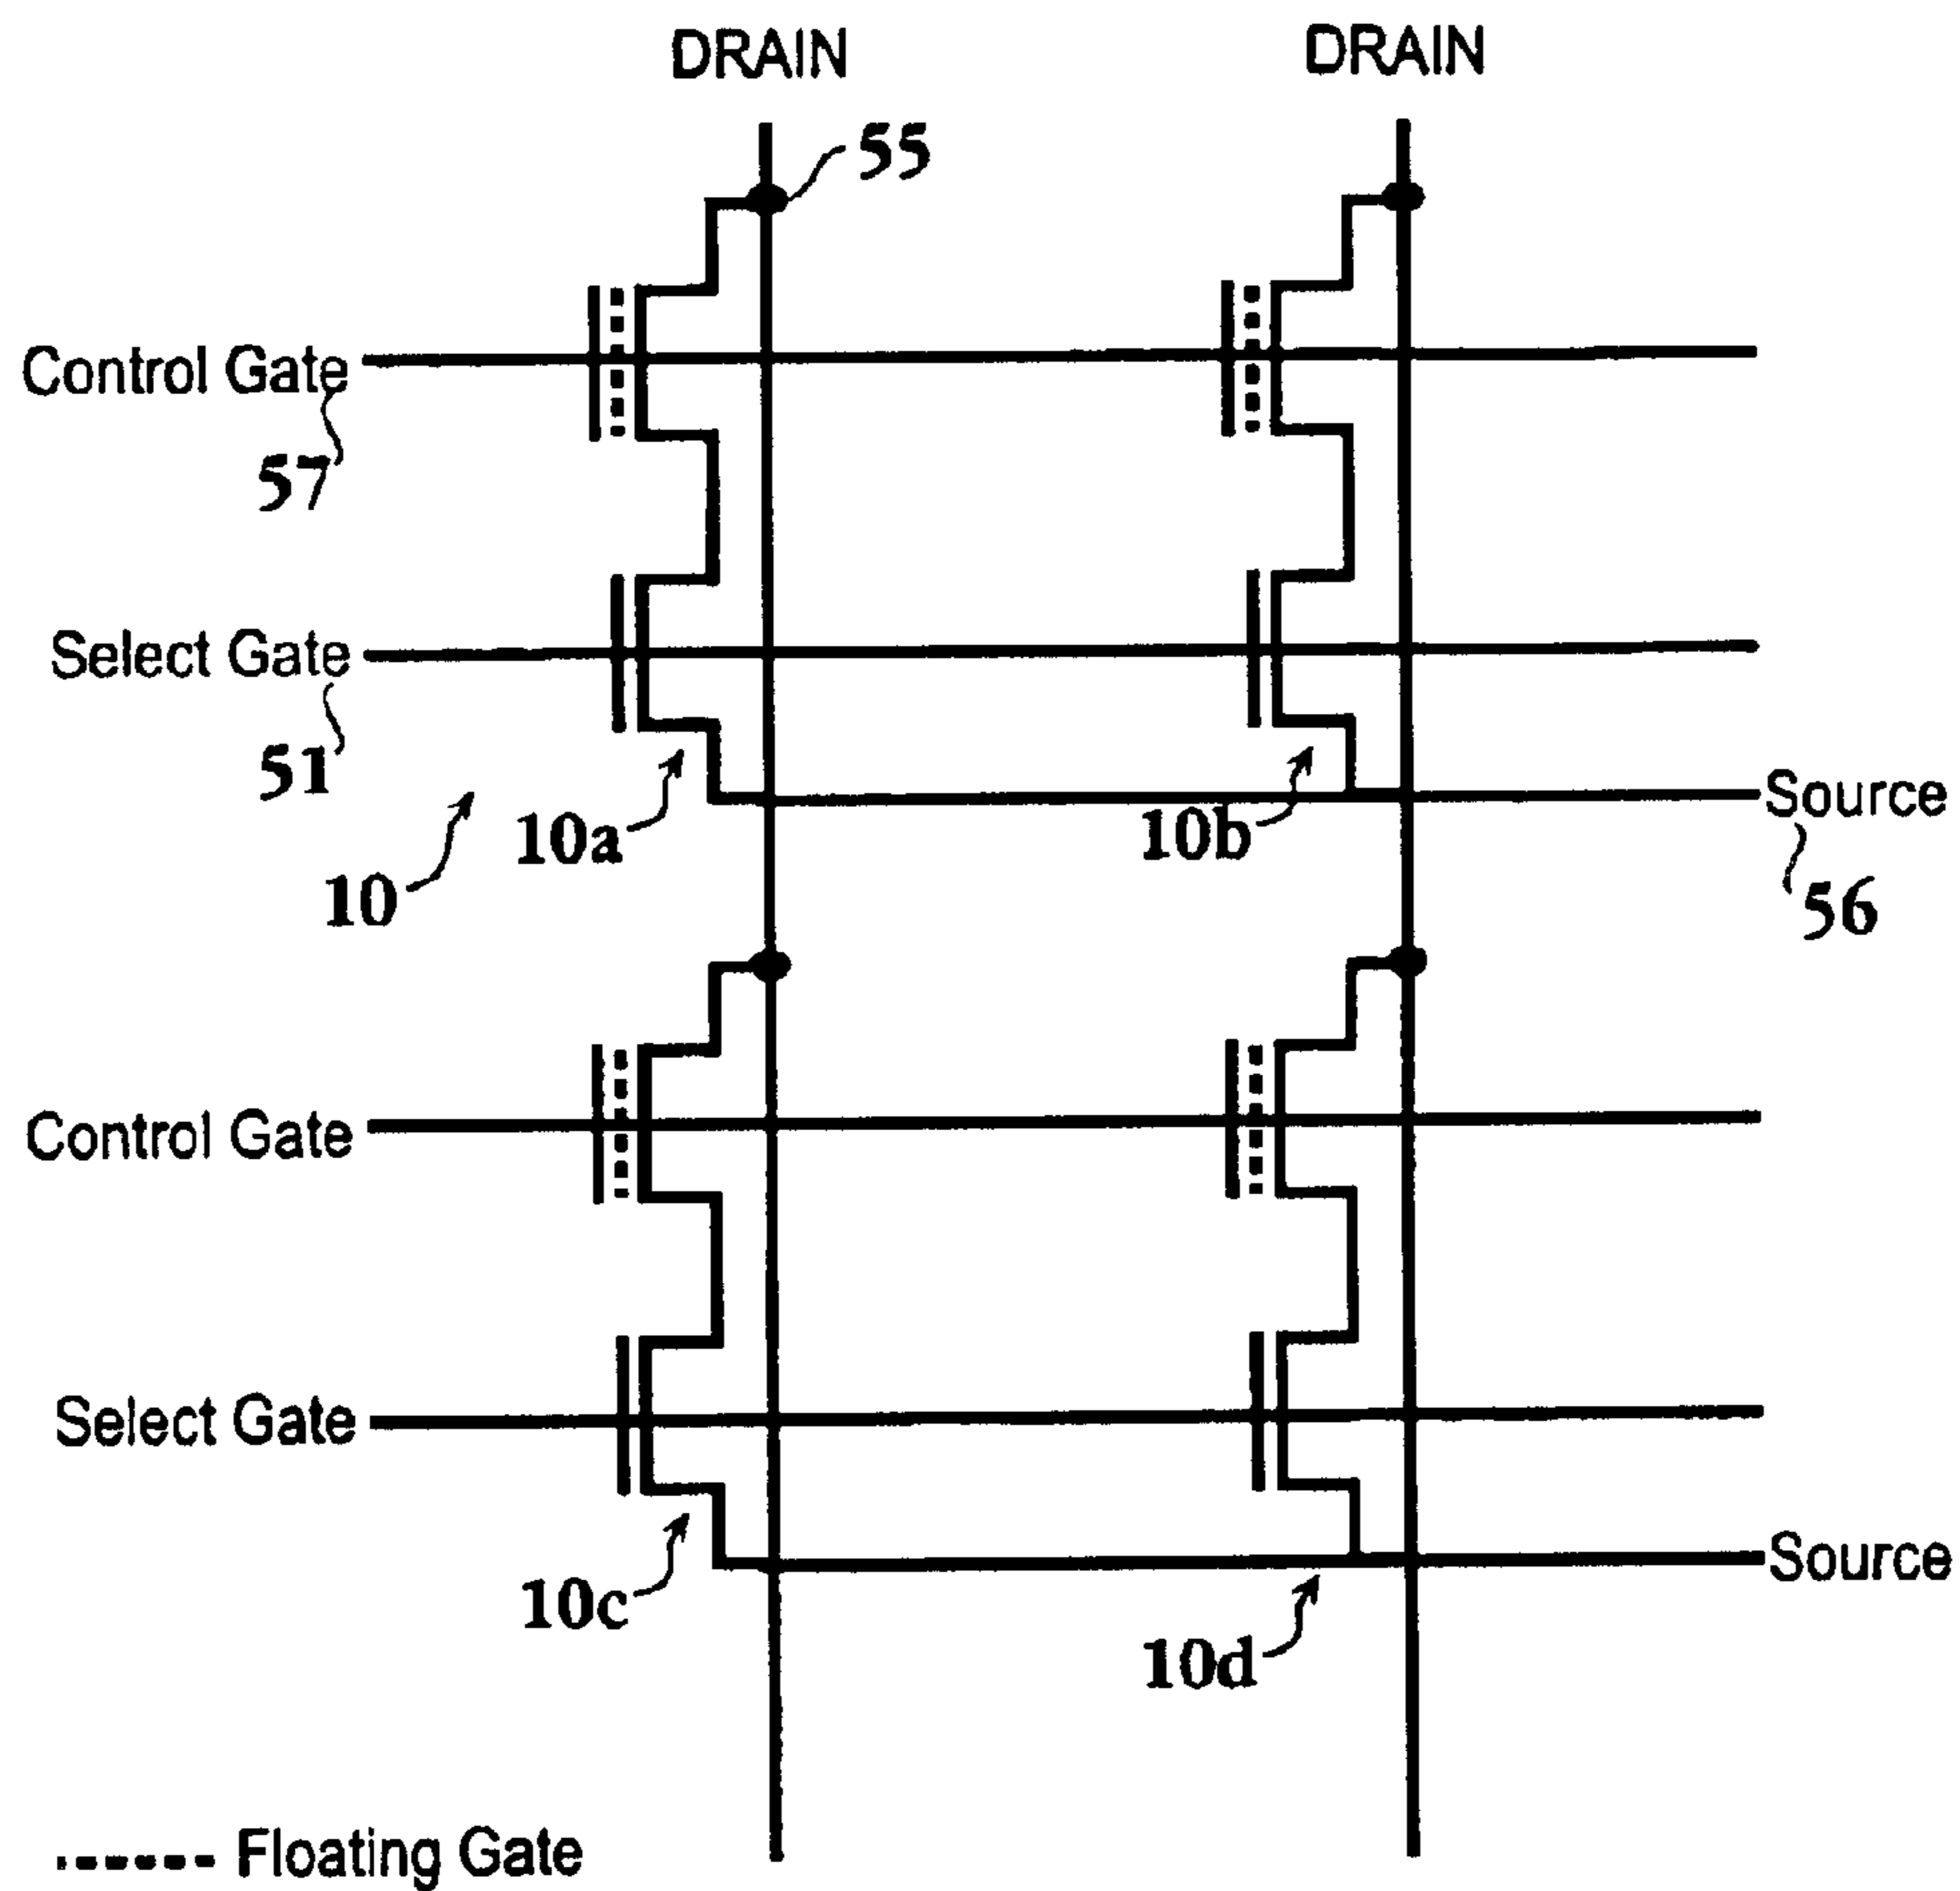 DRAIN DRAIN
55
Control Gate
57
Select Gate
51
Source
10a 10b
10
56
Control Gate
Select Gate
Source
10c
10d
Floating Gate